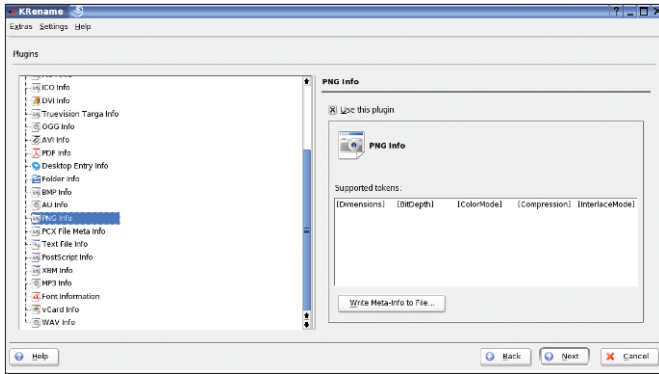 KRename
Extras Settings Help
Plugins
ICO Info
DVI Info
Truevision Targa Info
OGG Info
AVI Info
PDF Info
Desktop Entry Info
Folder Info
BMP Info
AU Info
PNG Info
PCX File Meta Info
Text File Info
PostScript Info
XBM Info
MP3 Info
Font Information
vCard Info
WAV Info
PNG Info
Use this plugin
PNG Info
Supported tokens:
[Dimensions] [BitDepth] [ColorMode] [Compression] [InterlaceMode]
Write Meta-Info to File...
Help
Back
Next
Cancel